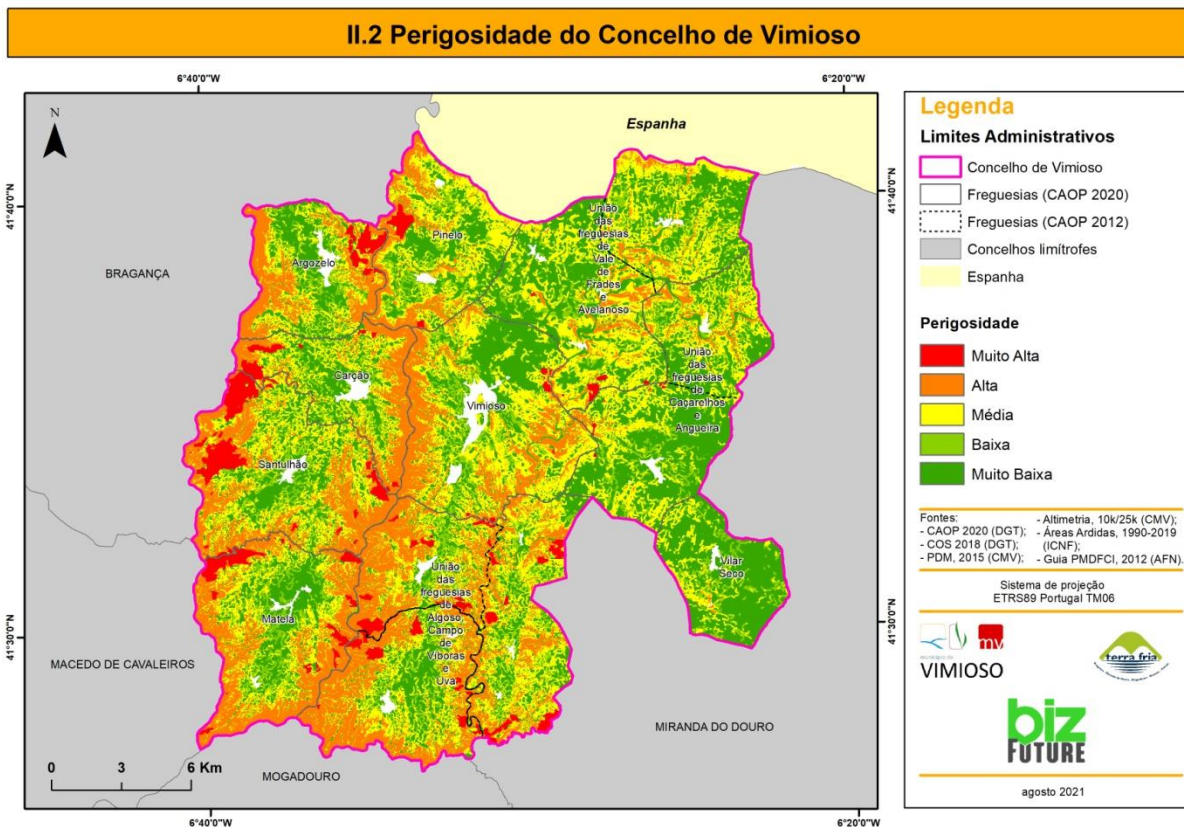 II.2 Perigosidade do Concelho de Vimioso
6°40'0"W
6°20'0"W
N
Espanha
41°40'0"N
41°40'0"N
BRAGANÇA
Argozelo
Pinelo
União
das
freguesias
de
Vale
de
Frades
e
Avelanoso
Carção
Vimioso
União
das
freguesias
de
Caçarelhos
e
Angueira
Santulhão
Vilar
Seco
União
das
freguesias
de
Algoso
Campo
de
Víboras
e
Uva
Matela
41°30'0"N
41°30'0"N
MACEDO DE CAVALEIROS
MIRANDA DO DOURO
MOGADOURO
0 3 6 Km
6°40'0"W
6°20'0"W
Legenda
Limites Administrativos
Concelho de Vimioso
Freguesias (CAOP 2020)
Freguesias (CAOP 2012)
Concelhos limítrofes
Espanha
Perigosidade
Muito Alta
Alta
Média
Baixa
Muito Baixa
Fontes:
- CAOP 2020 (DGT);
- COS 2018 (DGT);
- PDM, 2015 (CMV);
- Altimetria, 10k/25k (CMV);
- Áreas Ardidas, 1990-2019
(ICNF);
- Guia PMDFCI, 2012 (AFN).
Sistema de projeção
ETRS89 Portugal TM06
mv
município de
VIMIOSO
terra fria
biz
FUTURE
agosto 2021